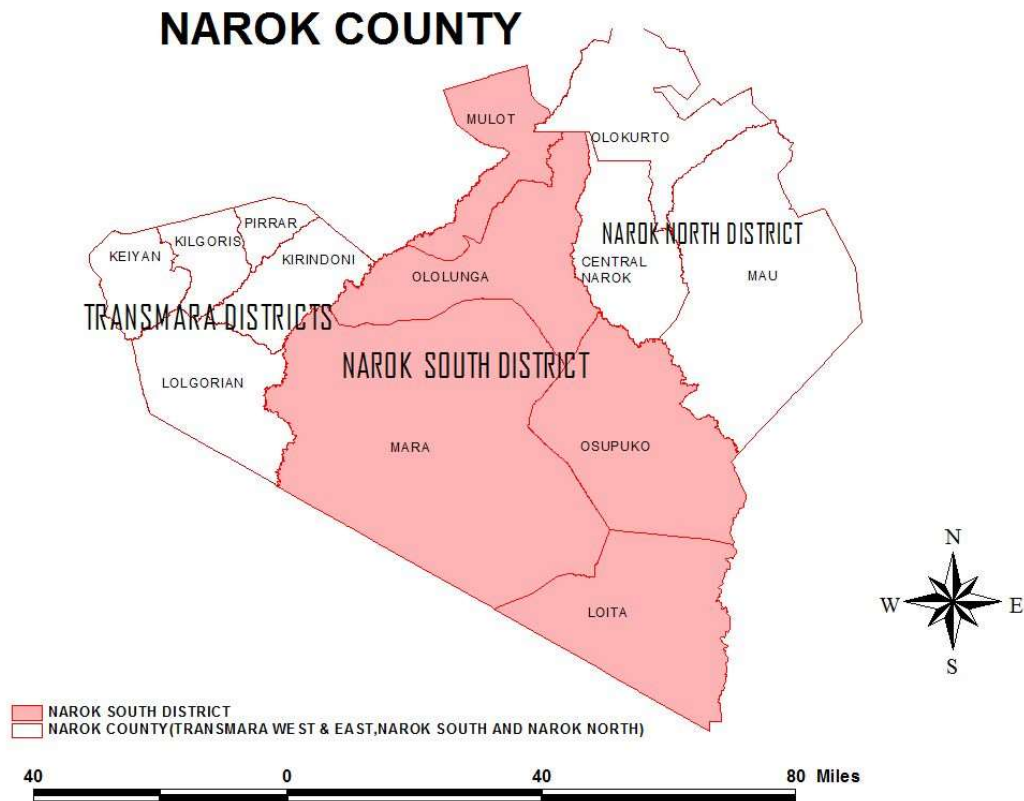 NAROK COUNTY
MULOT
OLOKURTO
PIRRAR
KILGORIS
KEIYAN
KIRINDONI
NAROK NORTH DISTRICT
CENTRAL
NAROK
MAU
OLOLUNGA
TRANSMARA DISTRICTS
NAROK SOUTH DISTRICT
LOLGORIAN
MARA
OSUPUKO
LOITA
N
W
E
S
NAROK SOUTH DISTRICT
NAROK COUNTY(TRANSMARA WEST & EAST,NAROK SOUTH AND NAROK NORTH)
40 0 40 80 Miles